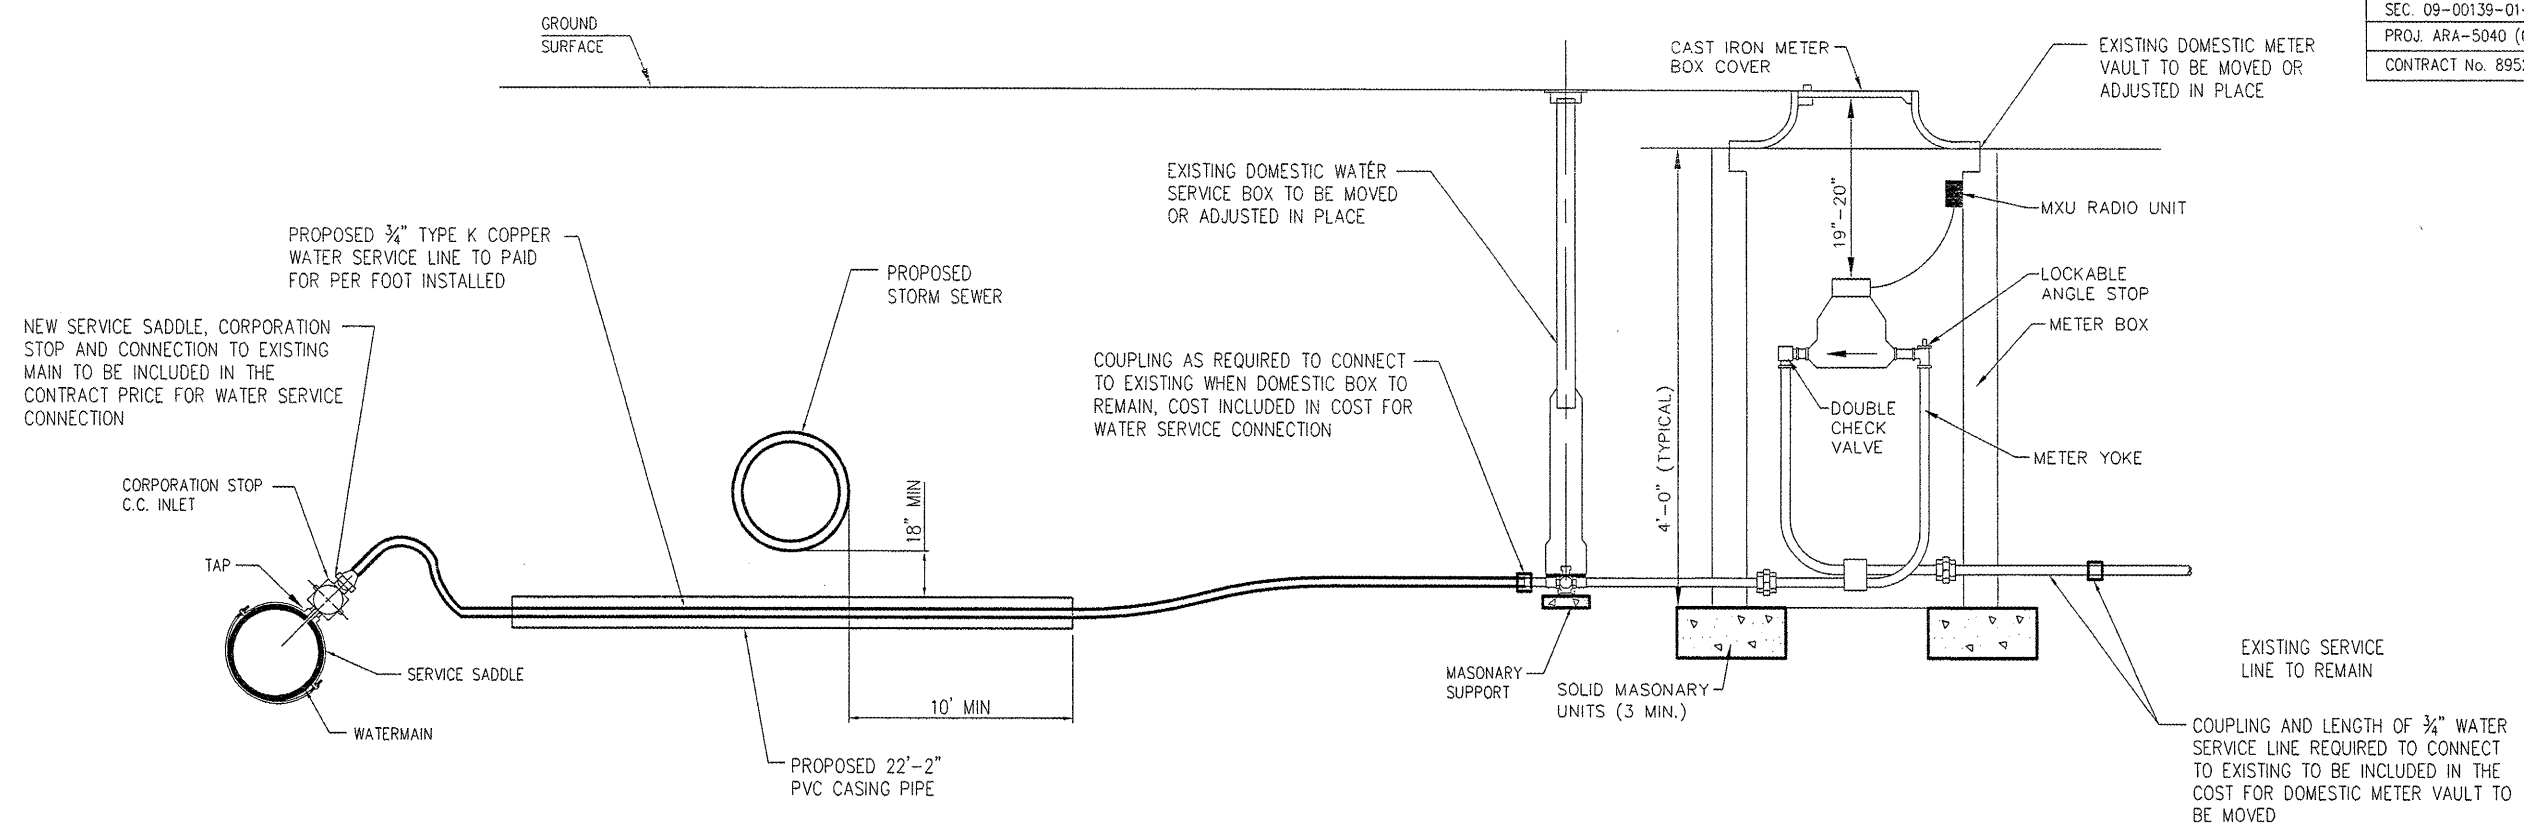 GROUND
SURFACE
SEC. 09-00139-01-
PROJ. ARA-5040
CONTRACT No.
CAST IRON METER
BOX COVER
EXISTING DOMESTIC METER
VAULT TO BE MOVED OR
ADJUSTED IN PLACE
EXISTING DOMESTIC WATER
SERVICE BOX TO BE MOVED
OR ADJUSTED IN PLACE
19"-20"
MXU RADIO UNIT
PROPOSED ¾" TYPE K COPPER
WATER SERVICE LINE TO PAID
FOR PER FOOT INSTALLED
PROPOSED
STORM SEWER
LOCKABLE
ANGLE STOP
METER BOX
NEW SERVICE SADDLE, CORPORATION
STOP AND CONNECTION TO EXISTING
MAIN TO BE INCLUDED IN THE
CONTRACT PRICE FOR WATER SERVICE
CONNECTION
COUPLING AS REQUIRED TO CONNECT
TO EXISTING WHEN DOMESTIC BOX TO
REMAIN, COST INCLUDED IN COST FOR
WATER SERVICE CONNECTION
4'-0" (TYPICAL)
DOUBLE
CHECK
VALVE
METER YOKE
CORPORATION STOP
C.C. INLET
18" MIN
TAP
SERVICE SADDLE
WATERMAIN
10' MIN
PROPOSED 22'-2"
PVC CASING PIPE
MASONARY
SUPPORT
SOLID MASONARY
UNITS (3 MIN.)
EXISTING SERVICE
LINE TO REMAIN
COUPLING AND LENGTH OF ¾" WATER
SERVICE LINE REQUIRED TO CONNECT
TO EXISTING TO BE INCLUDED IN THE
COST FOR DOMESTIC METER VAULT TO
BE MOVED